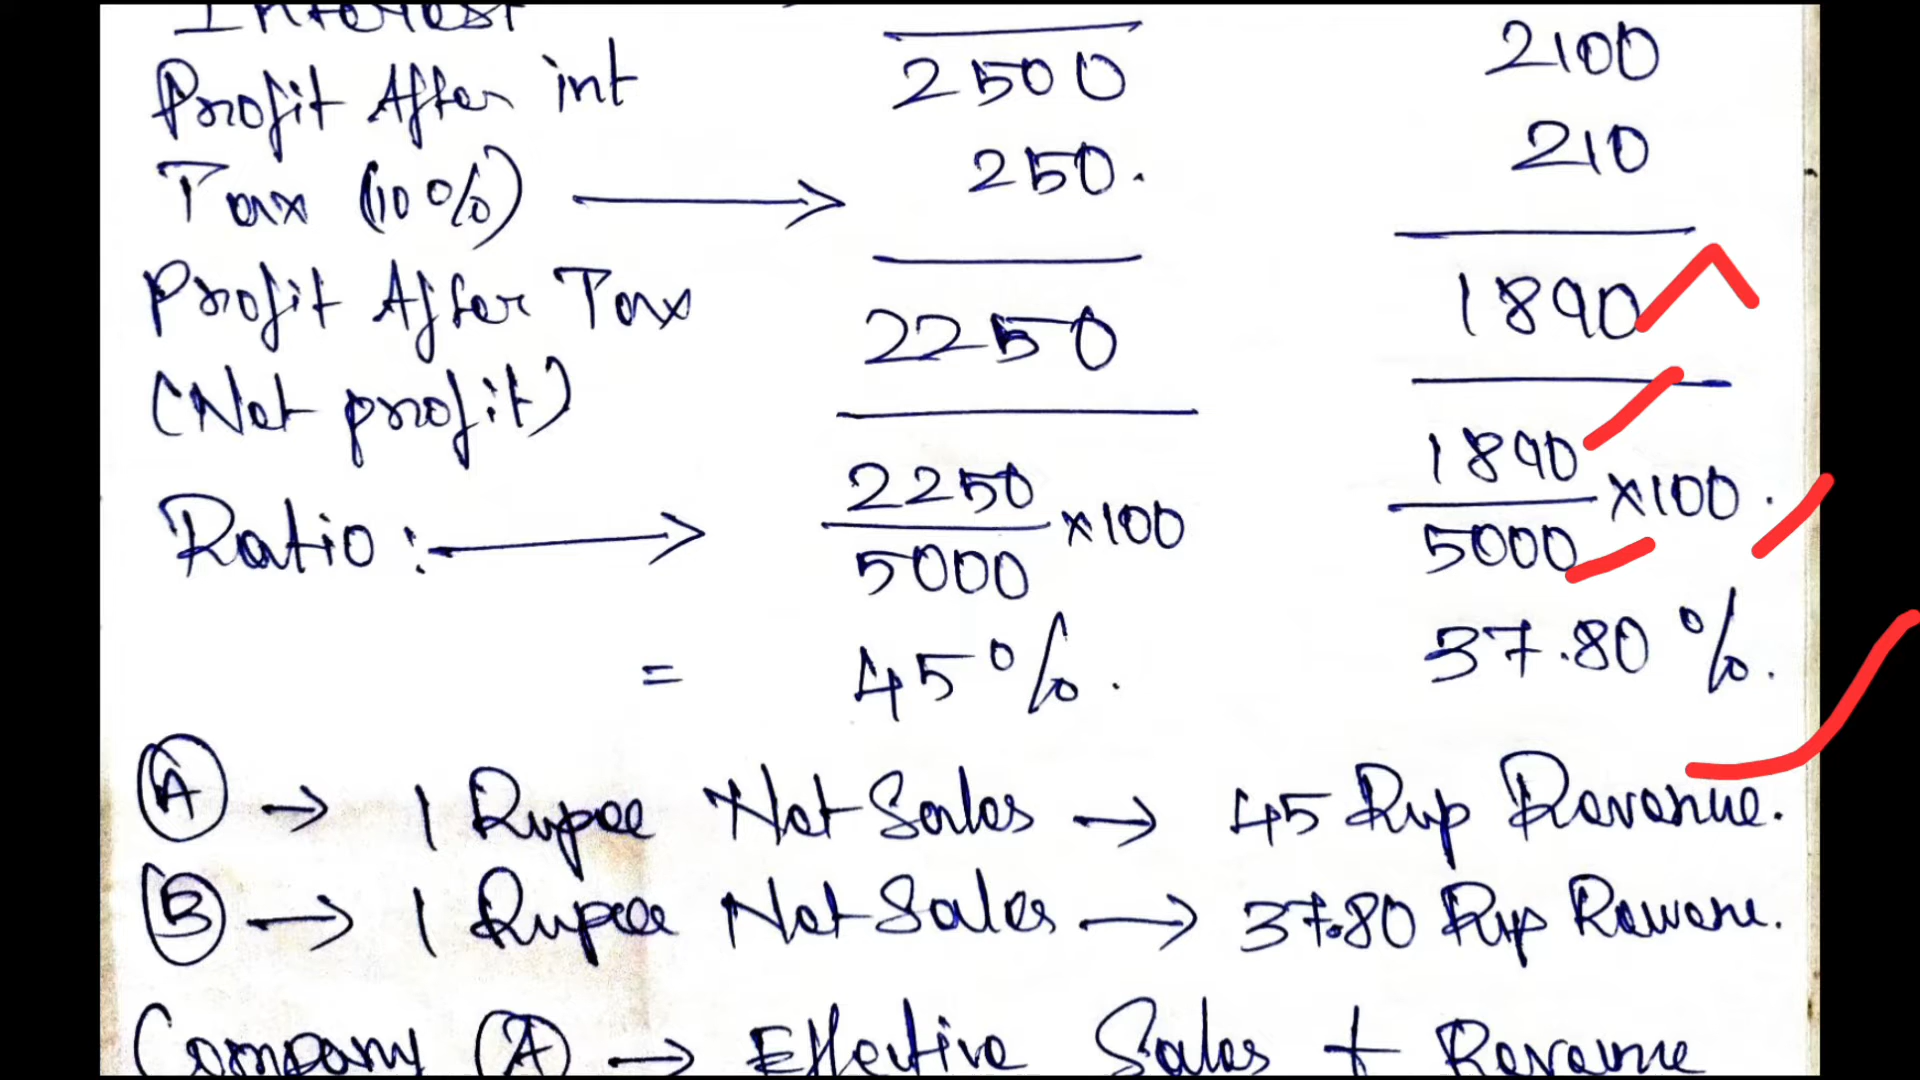 Interest
Profit After int 2500 2100
Tax (10%) → 250. 210
Profit After Tax 2250 1890
(Net profit)
Ratio :→ 2250/5000 ×100 1890/5000 ×100.
= 45%. 37.80 %.
(A) → 1 Rupee Net Sales → 45 Rup Revenue.
(B) → 1 Rupee Net Sales → 37.80 Rup
Company (A) → Effective Sales + Revenue